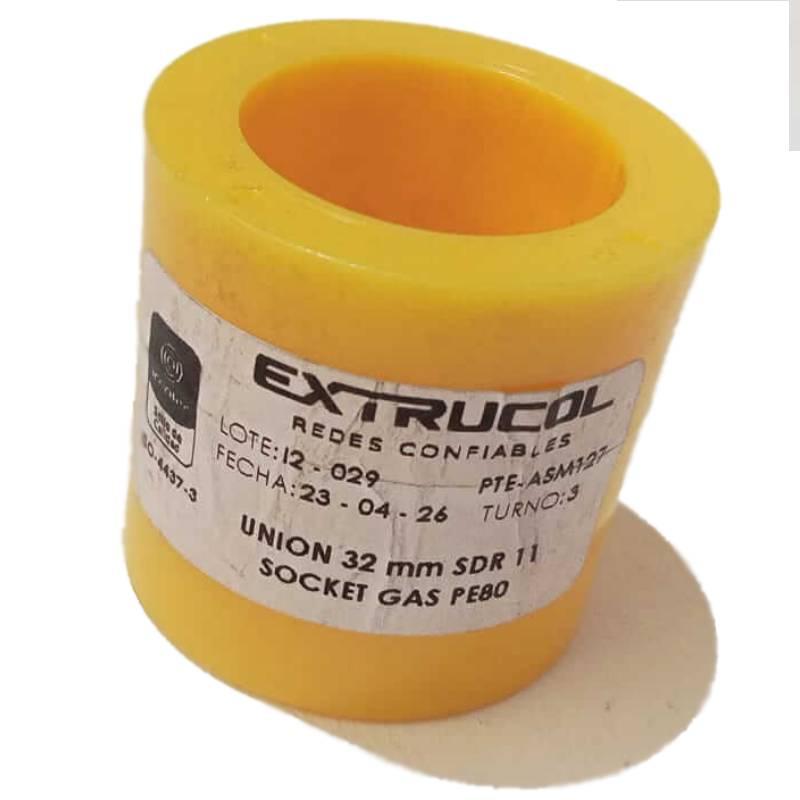 EXTRUCOL
REDES CONFIABLES
icontec
Sello de
Calidad
ISO-4437-3
LOTE: I2 - 029
PTE-ASM127
FECHA: 23 - 04 - 26
TURNO: 3
UNION 32 mm SDR 11
SOCKET GAS PE80